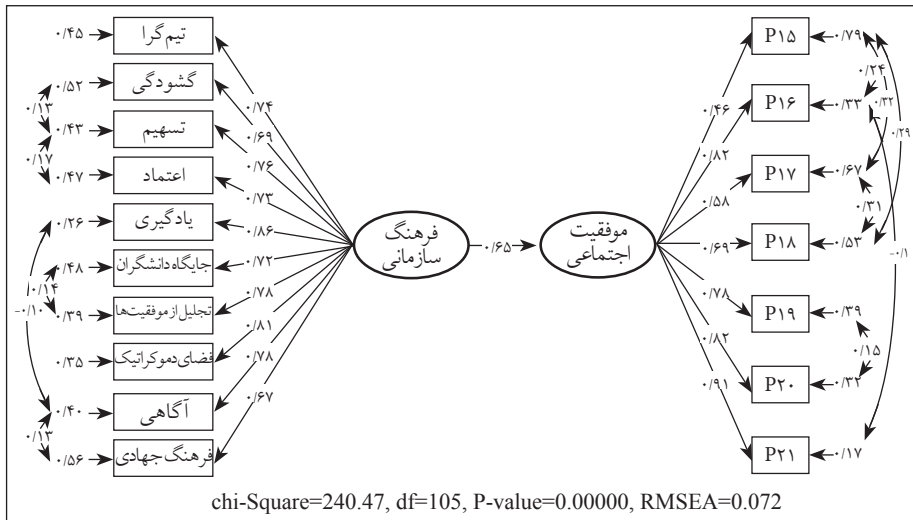 ۰/۴۵
تیم‌گرا
۰/۷۴
۰/۵۲
گشودگی
۰/۶۹
۰/۱۳
۰/۴۳
تسهیم
۰/۷۶
۰/۱۷
۰/۴۷
اعتماد
۰/۷۳
۰/۲۶
یادگیری
۰/۸۶
۰/۴۸
جایگاه دانشگران
۰/۷۲
۰/۱۴
-۰/۱۰
۰/۳۹
تجلیل از موفقیت‌ها
۰/۷۸
۰/۳۵
فضای دموکراتیک
۰/۸۱
۰/۴۰
آگاهی
۰/۷۸
۰/۱۳
۰/۵۶
فرهنگ جهادی
۰/۶۷
فرهنگ
سازمانی
۰/۶۵
موفقیت
اجتماعی
۰/۴۶
P۱۵
۰/۷۹
۰/۲۴
۰/۸۲
P۱۶
۰/۳۳
۰/۳۲
۰/۲۹
۰/۵۸
P۱۷
۰/۶۷
۰/۳۱
۰/۶۹
P۱۸
۰/۵۳
-۰/۱
۰/۷۸
P۱۹
۰/۳۹
۰/۱۵
۰/۸۲
P۲۰
۰/۳۲
۰/۹۱
P۲۱
۰/۱۷
chi-Square=240.47, df=105, P-value=0.00000, RMSEA=0.072